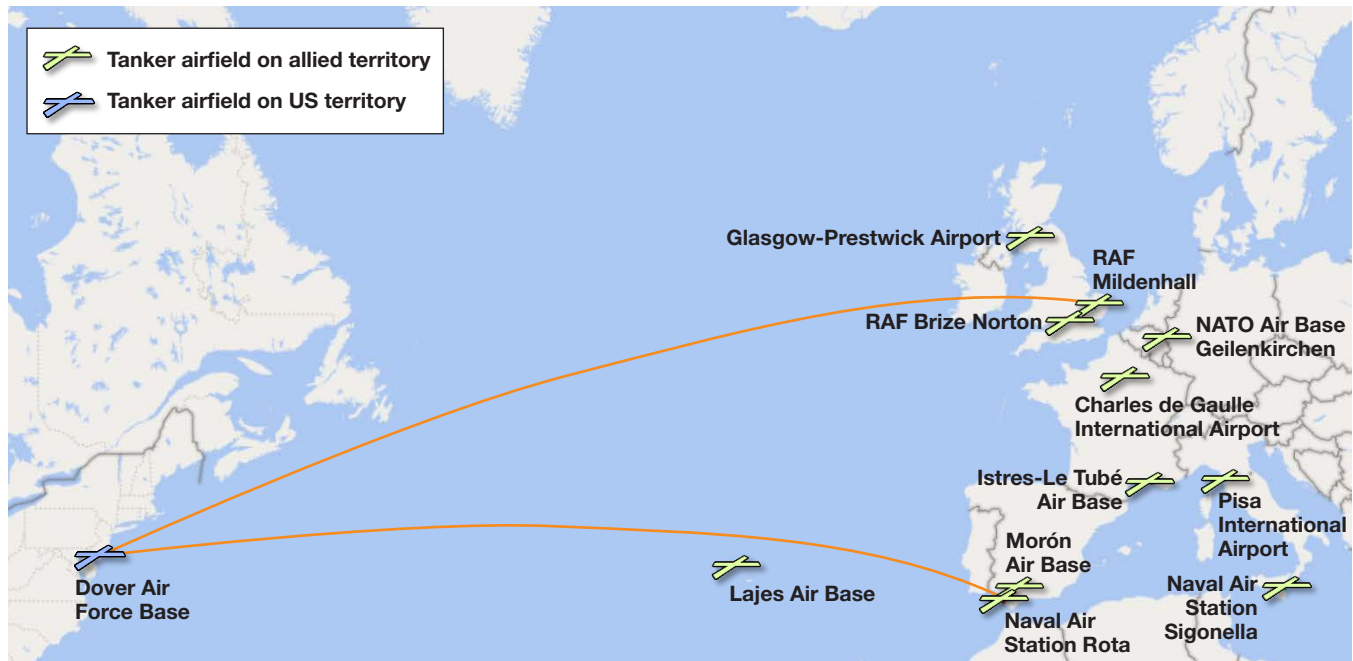 Tanker airfield on allied territory
Tanker airfield on US territory
Glasgow-Prestwick Airport
RAF
Mildenhall
RAF Brize Norton
NATO Air Base
Geilenkirchen
Charles de Gaulle
International Airport
Istres-Le Tubé
Air Base
Pisa
International
Airport
Morón
Air Base
Dover Air
Force Base
Lajes Air Base
Naval Air
Station Rota
Naval Air
Station
Sigonella